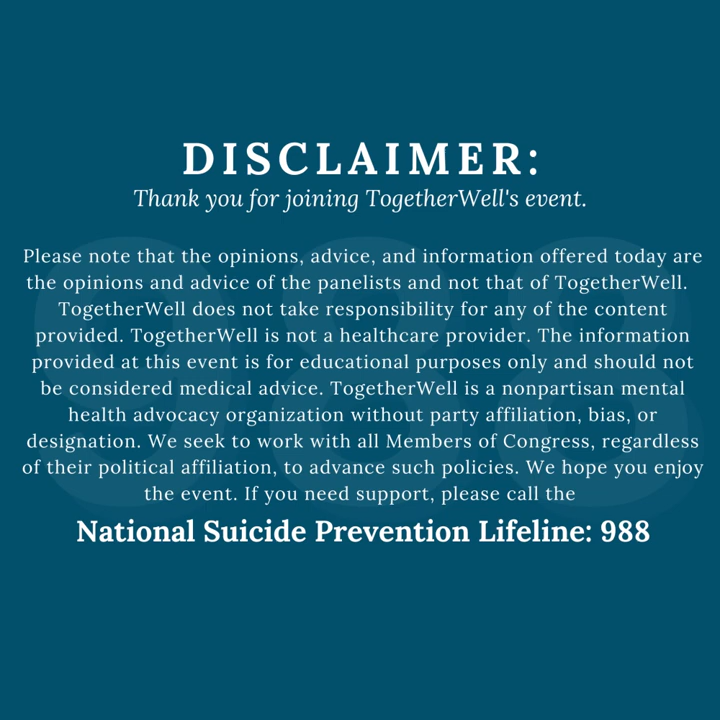 DISCLAIMER:
Thank you for joining TogetherWell's event.
988
Please note that the opinions, advice, and information offered today are
the opinions and advice of the panelists and not that of TogetherWell.
TogetherWell does not take responsibility for any of the content
provided. TogetherWell is not a healthcare provider. The information
provided at this event is for educational purposes only and should not
be considered medical advice. TogetherWell is a nonpartisan mental
health advocacy organization without party affiliation, bias, or
designation. We seek to work with all Members of Congress, regardless
of their political affiliation, to advance such policies. We hope you enjoy
the event. If you need support, please call the
National Suicide Prevention Lifeline: 988